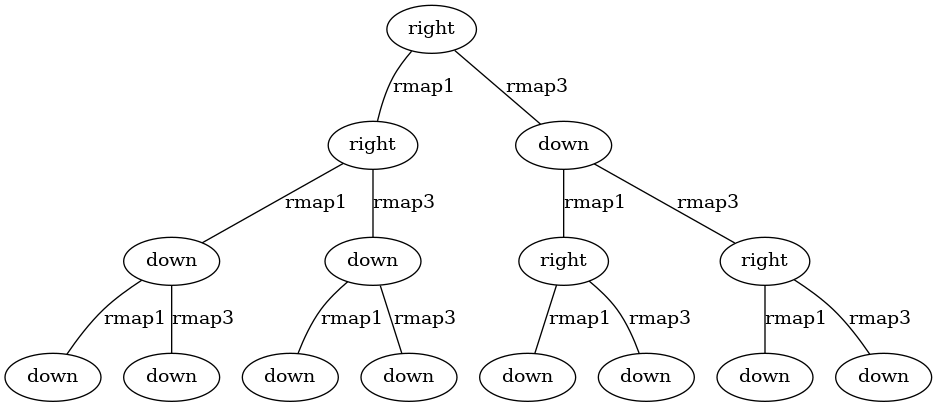 right
rmap1 rmap3
right down
rmap1 rmap3 rmap1 rmap3
down down right right
rmap1 rmap3 rmap1 rmap3 rmap1 rmap3 rmap1 rmap3
down down down down down down down down